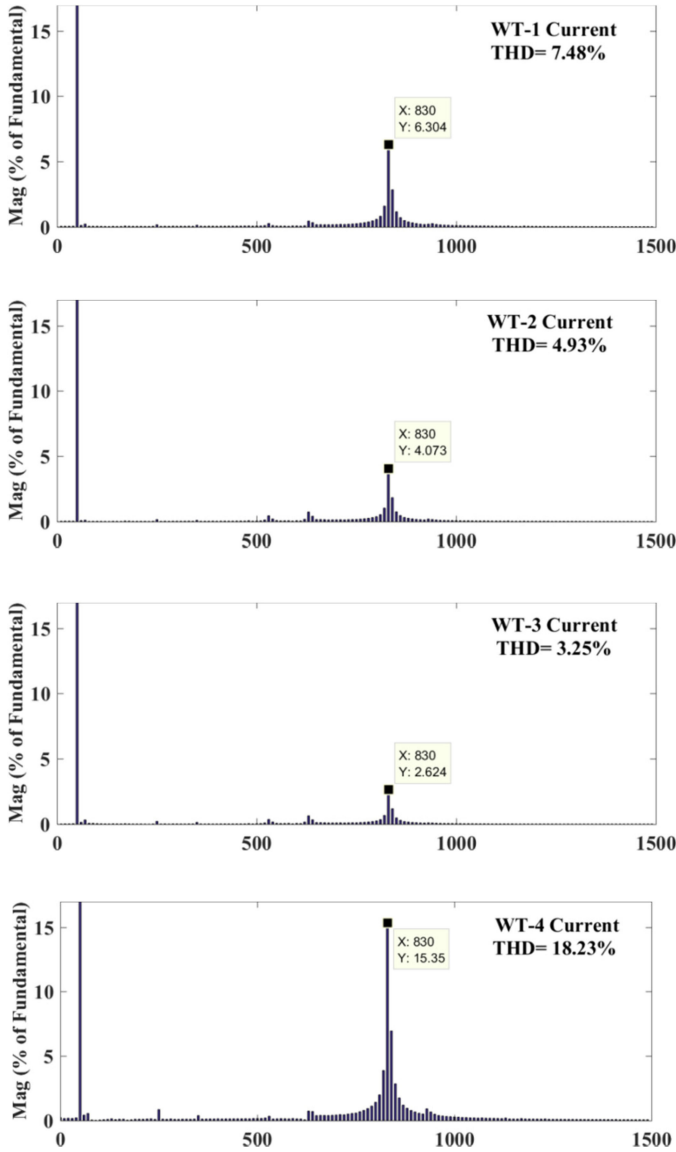 WT-1 Current
THD= 7.48%
X: 830
Y: 6.304
Mag (% of Fundamental)
15
10
5
0
0 500 1000 1500
WT-2 Current
THD= 4.93%
X: 830
Y: 4.073
Mag (% of Fundamental)
15
10
5
0
0 500 1000 1500
WT-3 Current
THD= 3.25%
X: 830
Y: 2.624
Mag (% of Fundamental)
15
10
5
0
0 500 1000 1500
WT-4 Current
THD= 18.23%
X: 830
Y: 15.35
Mag (% of Fundamental)
15
10
5
0
0 500 1000 1500